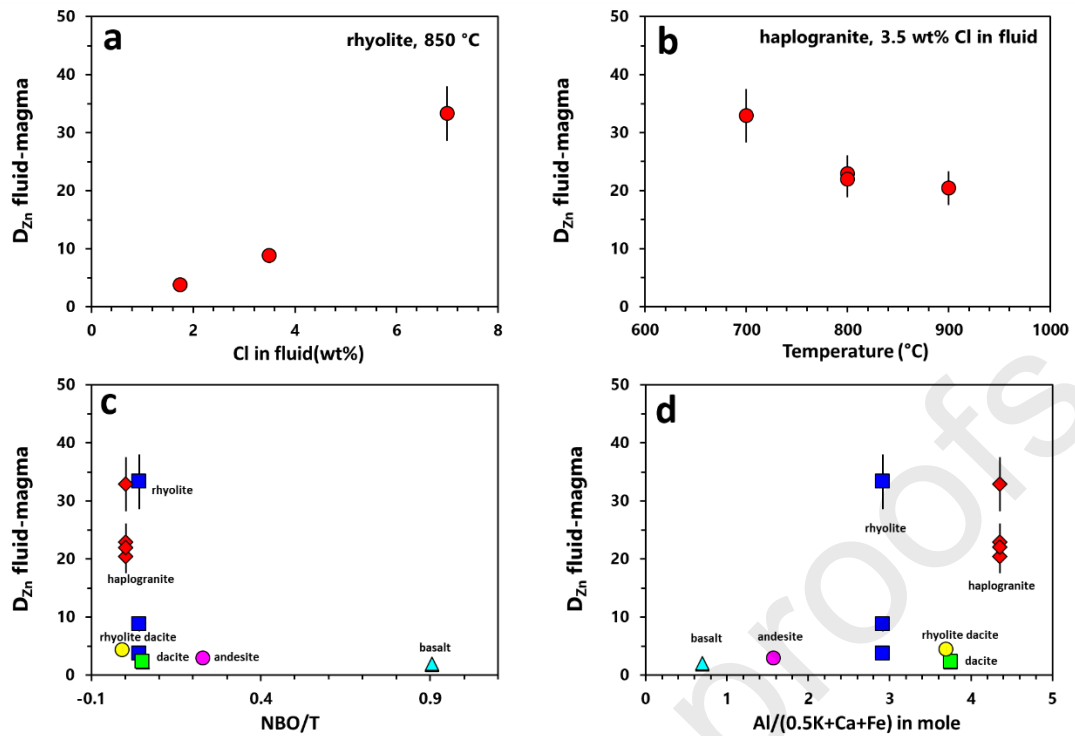 a
rhyolite, 850 °C
D_Zn fluid-magma
50
40
30
20
10
0
0 2 4 6 8
Cl in fluid(wt%)
b
haplogranite, 3.5 wt% Cl in fluid
D_Zn fluid-magma
50
40
30
20
10
0
600 700 800 900 1000
Temperature (°C)
c
D_Zn fluid-magma
50
40
30
20
10
0
rhyolite
haplogranite
rhyolite dacite
dacite
andesite
basalt
-0.1 0.4 0.9
NBO/T
d
D_Zn fluid-magma
50
40
30
20
10
0
rhyolite
haplogranite
basalt
andesite
rhyolite dacite
dacite
0 1 2 3 4 5
Al/(0.5K+Ca+Fe) in mole
proofs